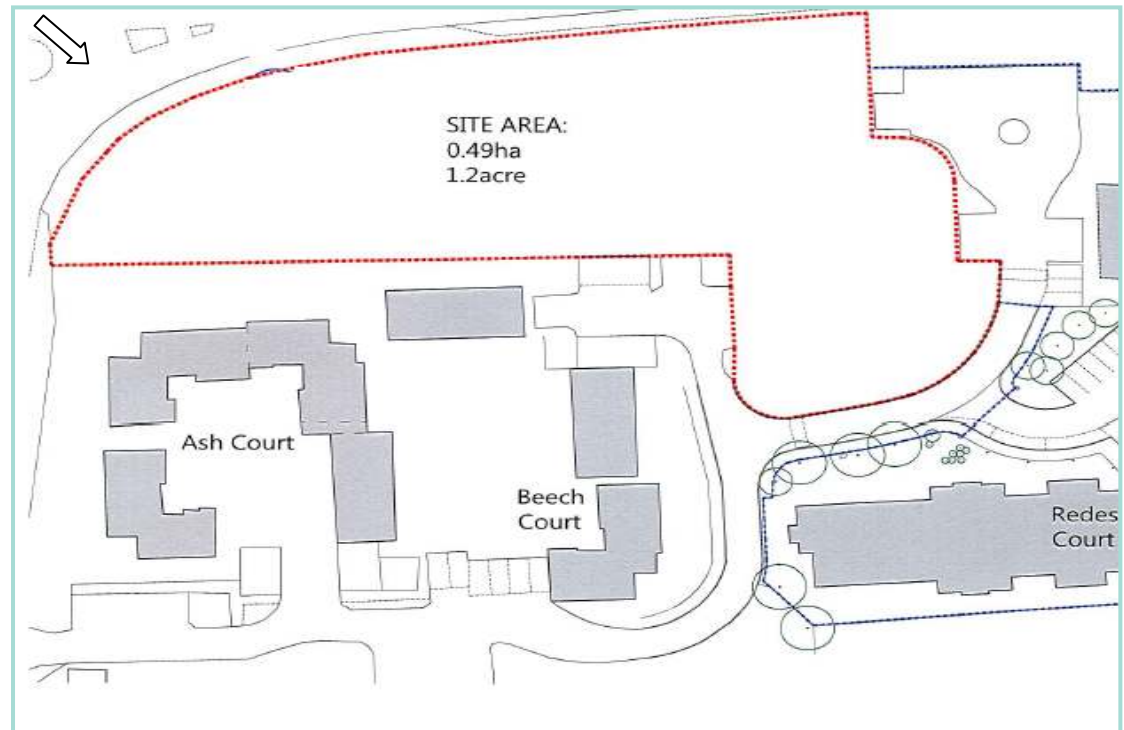 SITE AREA:
0.49ha
1.2acre
Ash Court
Beech
Court
Redes
Court